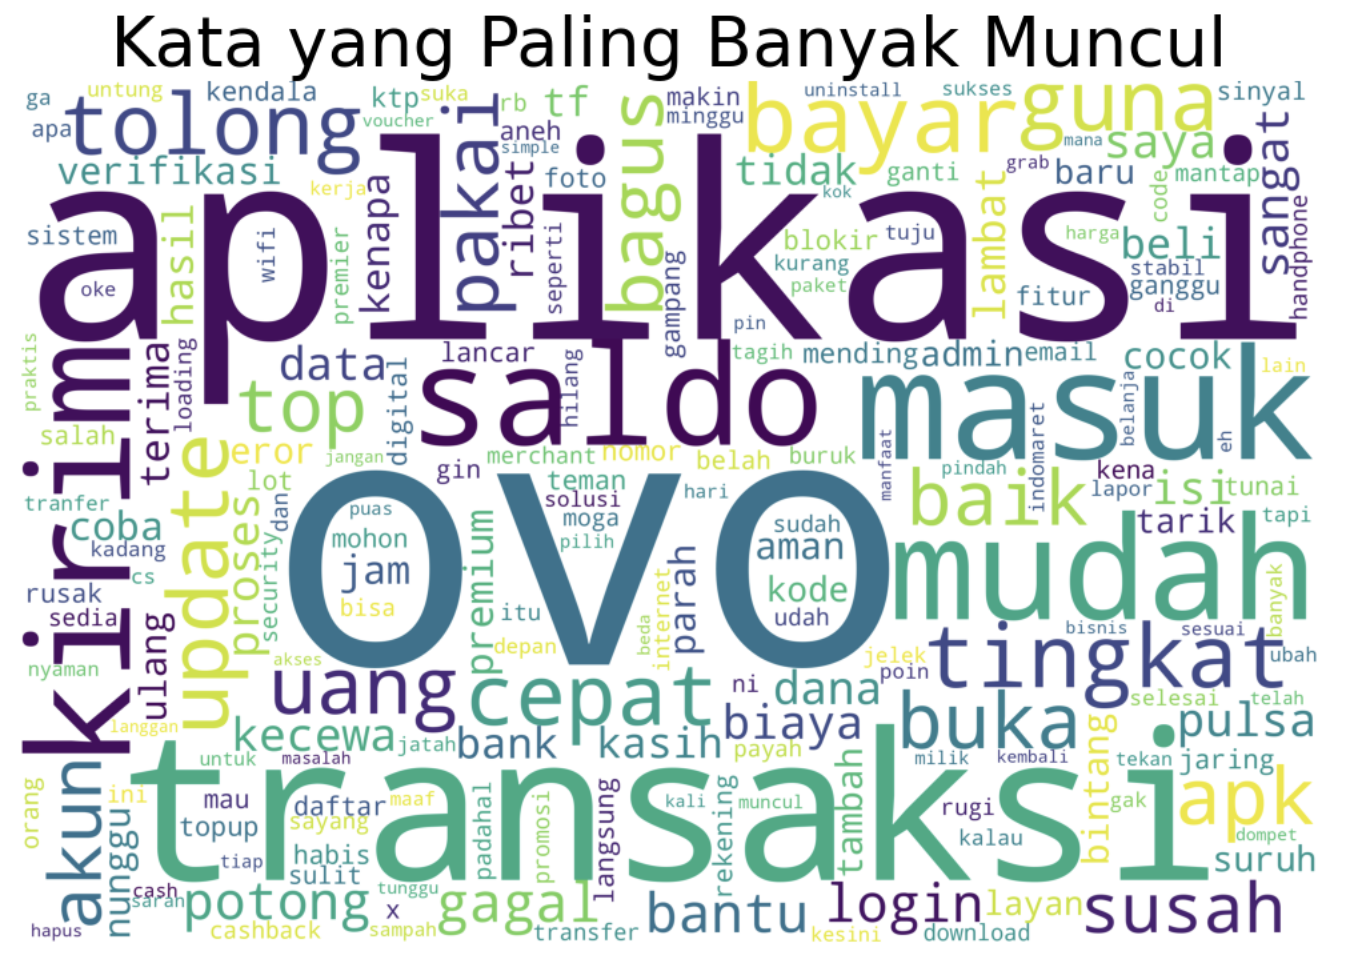 Kata yang Paling Banyak Muncul
ga
untung
kendala
ktp
suka
rb
tf
makin
uninstall
sukses
sinyal
apa
tolong
voucher
pakai
aneh
simple
bagus
minggu
bayar
guna
mana
saya
verifikasi
kerja
kenapa
ribet
foto
tidak
kok
ganti
grab
baru
code
mantap
sangat
sistem
hasil
wifi
premier
aplikasi
seperti
gampang
blokir
tuju
kurang
paket
lambat
harga
beli
stabil
ganggu
di
fitur
handphone
oke
pin
praktis
kirim
terima
loading
data
lancar
hilang
tagih
mending
admin
email
cocok
lain
top
digital
saldo
masuk
belanja
eh
salah
update
eror
jangan
gin
merchant
nomor
belah
buruk
manfaat
pindah
indomaret
kena
lapor
isi
tunai
tranfer
lot
dan
puas
teman
solusi
hari
moga
baik
tarik
tapi
coba
kadang
proses
security
mohon
ovo
pilih
sudah
aman
mudah
cs
jam
premium
internet
parah
kode
rusak
sedia
bisa
itu
udah
banyak
ulang
depan
beda
bisnis
sesuai
nyaman
akses
jelek
poin
tingkat
ubah
uang
cepat
ni
dana
selesai
telah
langgan
kecewa
jatah
bank
kasih
biaya
payah
buka
bintang
pulsa
untuk
masalah
milik
kembali
tekan
jaring
orang
akun
ini
transaksi
mau
daftar
maaf
padahal
promosi
langsung
kali
muncul
tambah
rugi
gak
apk
nunggu
topup
sayang
rekening
kalau
dompet
tiap
habis
sulit
suruh
cash
sarah
potong
tunggu
x
gagal
bantu
login
layan
susah
hapus
cashback
sampah
transfer
kesini
download